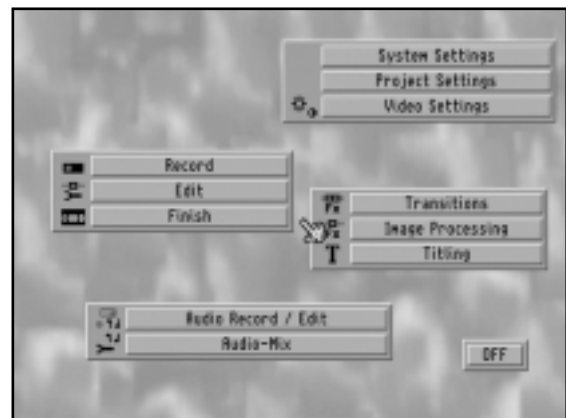 System Settings
Project Settings
Video Settings
Record
Edit
Finish
Transitions
Image Processing
Titling
Audio Record / Edit
Audio-Mix
OFF